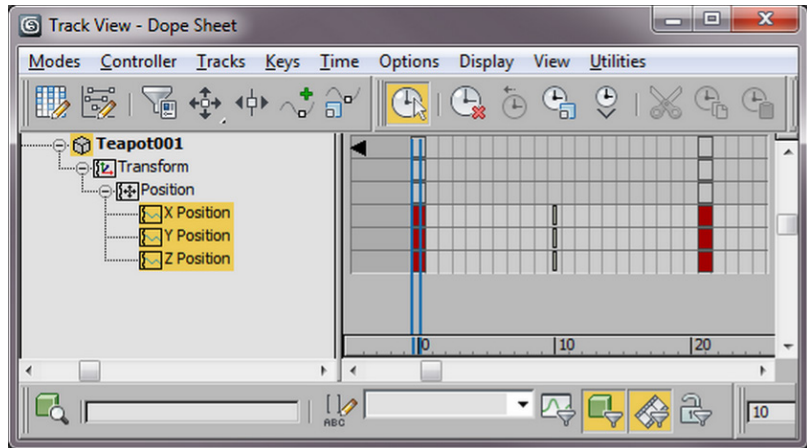 Track View - Dope Sheet
Modes Controller Tracks Keys Time Options Display View Utilities
Teapot001
Transform
Position
X Position
Y Position
Z Position
0 10 20
ABC
10